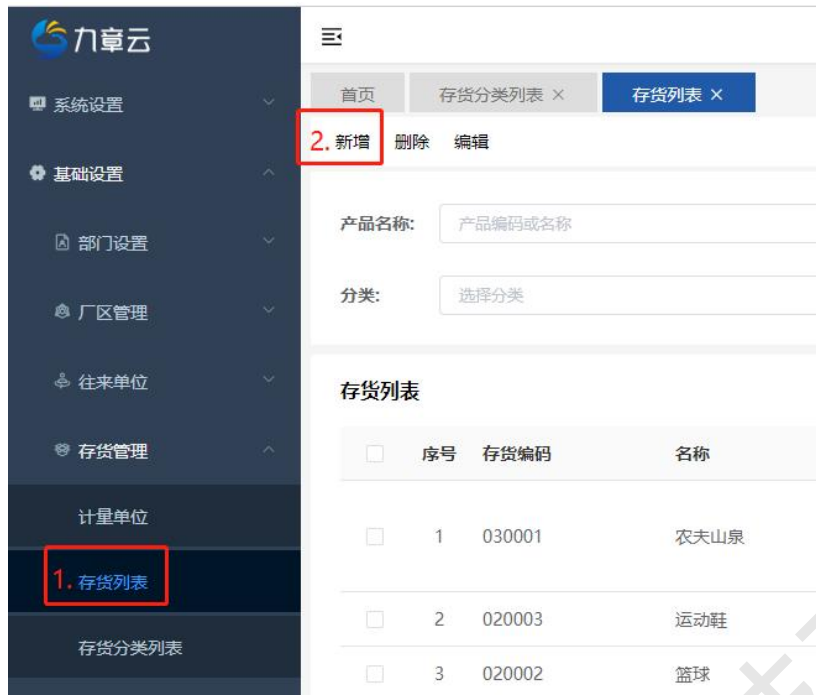 九章云
系统设置
基础设置
部门设置
厂区管理
往来单位
存货管理
计量单位
1. 存货列表
存货分类列表
首页 存货分类列表 × 存货列表 ×
2. 新增 删除 编辑
产品名称: 产品编码或名称
分类: 选择分类
存货列表
序号 存货编码 名称
1 030001 农夫山泉
2 020003 运动鞋
3 020002 篮球